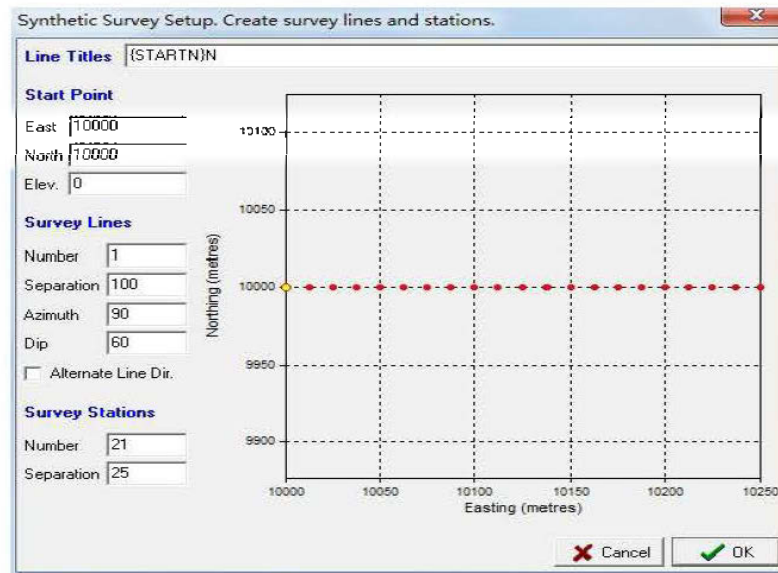 Synthetic Survey Setup. Create survey lines and stations.
Line Titles {STARTN}N
Start Point
East 10000
North 10000
Elev. 0
Survey Lines
Number 1
Separation 100
Azimuth 90
Dip 60
Alternate Line Dir.
Survey Stations
Number 21
Separation 25
Northing (metres)
10100
10050
10000
9950
9900
10000 10050 10100 10150 10200 10250
Easting (metres)
Cancel OK